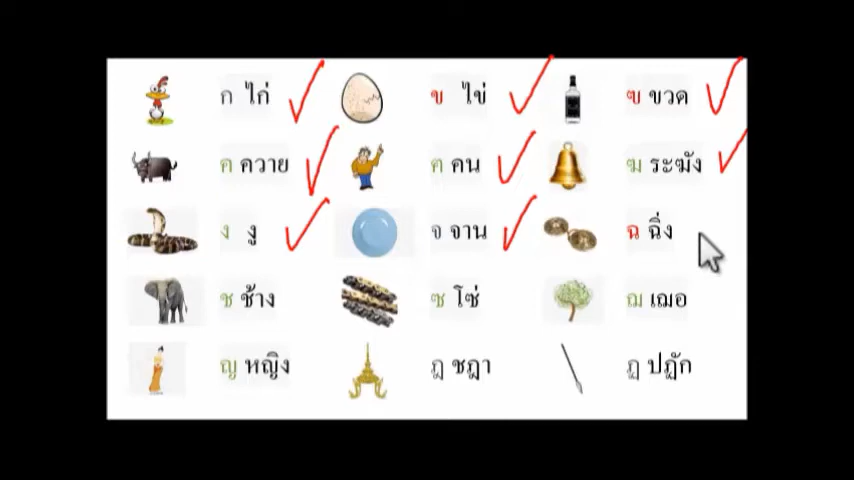 ก ไก่ ข ไข่ ฃ ขวด
ค ควาย ฅ คน ฆ ระฆัง
ง งู จ จาน ฉ ฉิ่ง
ช ช้าง ซ โซ่ ฌ เฌอ
ญ หญิง ฎ ชฎา ฏ ปฏัก